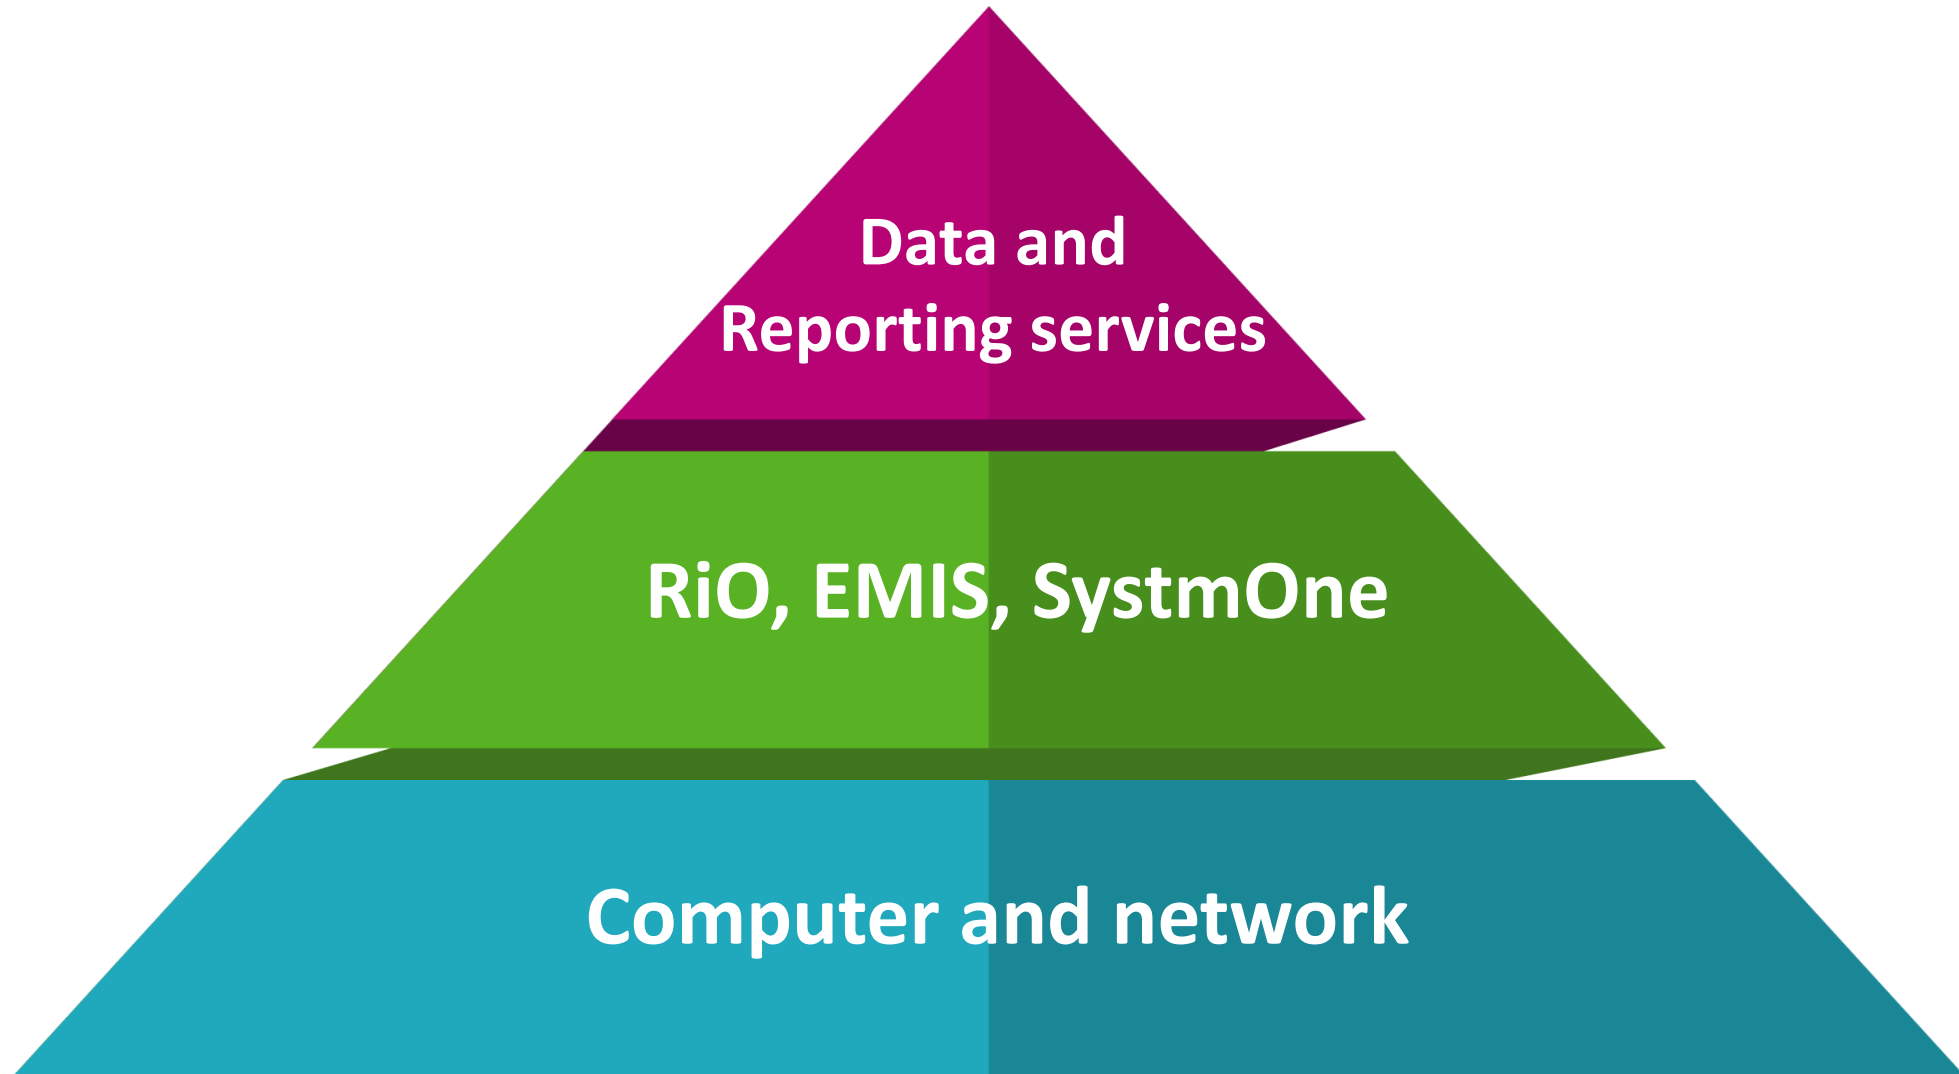 Data and
Reporting services
RiO, EMIS, SystmOne
Computer and network